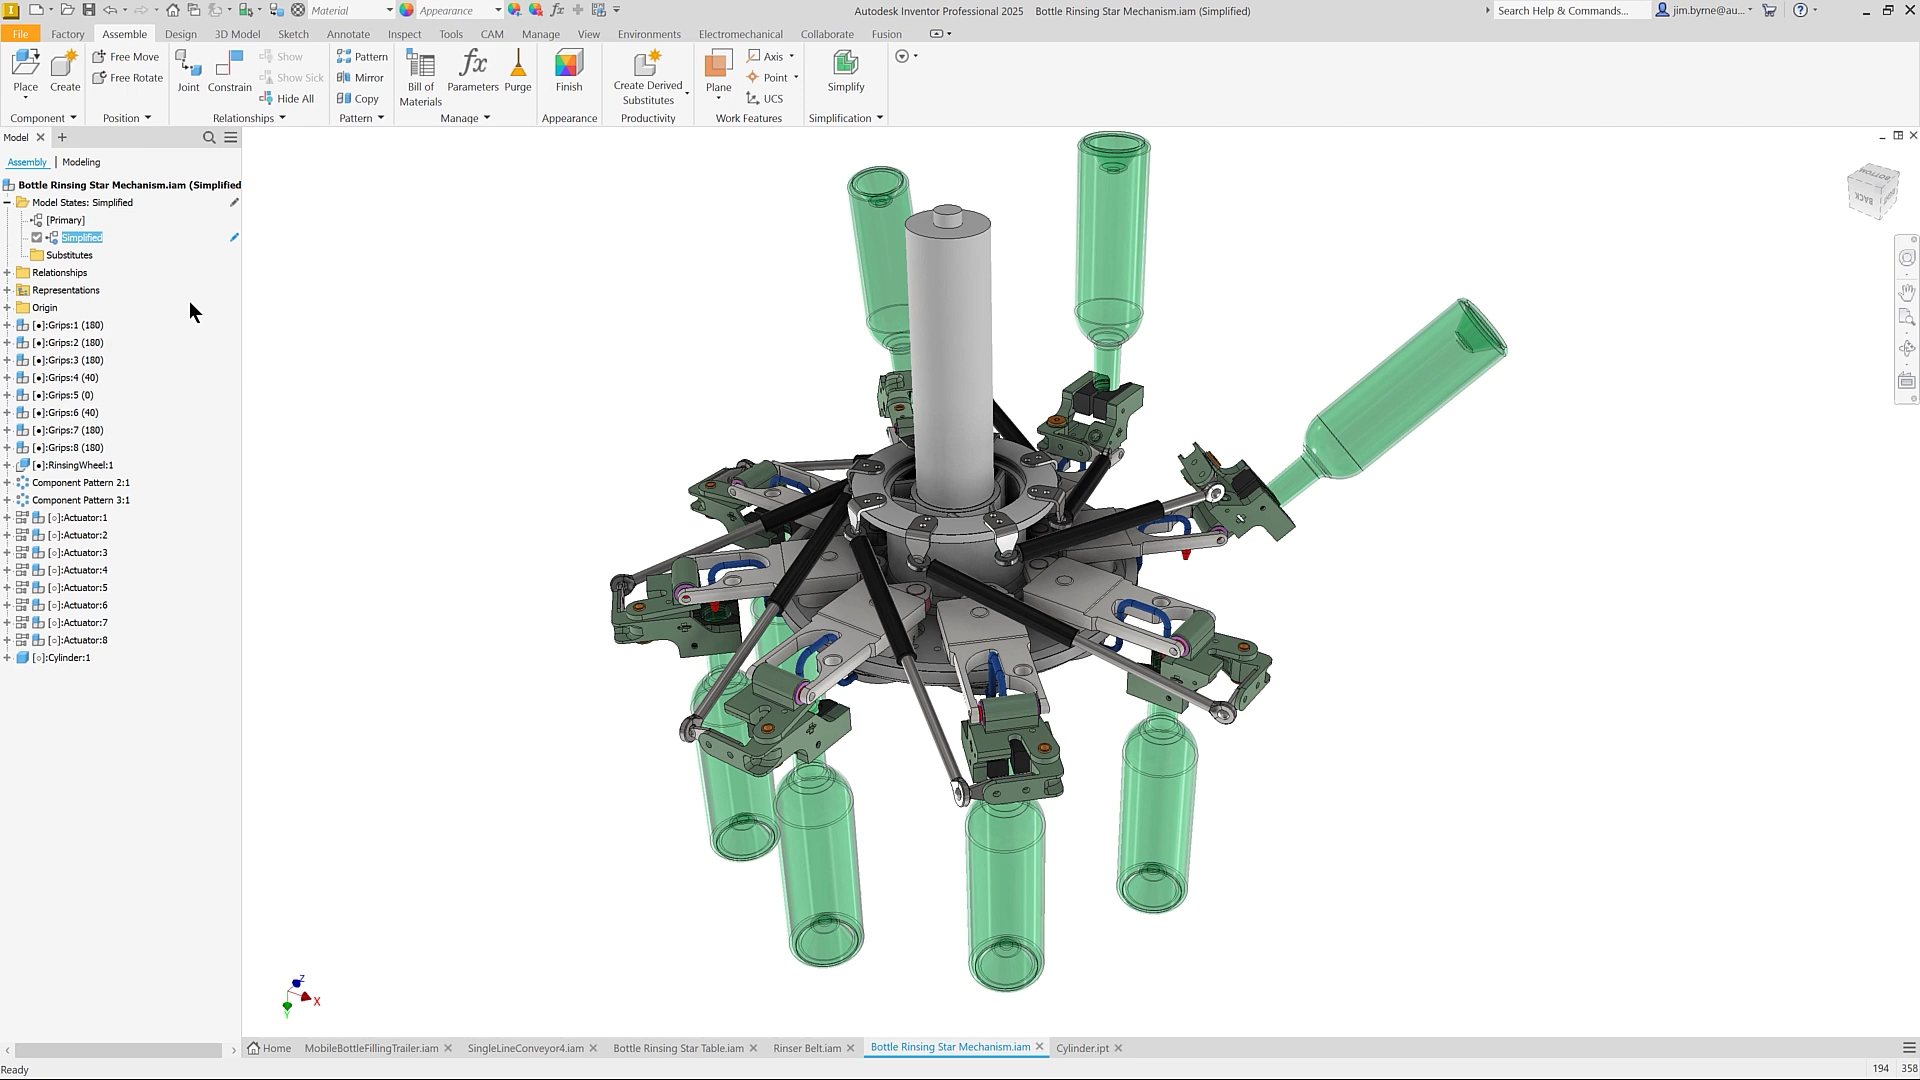 Material
Appearance
Autodesk Inventor Professional 2025 Bottle Rinsing Star Mechanism.iam (Simplified)
Search Help & Commands...
jim.byrne@au...
File Factory Assemble Design 3D Model Sketch Annotate Inspect Tools CAM Manage View Environments Electromechanical Collaborate Fusion
Place
Create
Free Move
Free Rotate
Joint
Constrain
Show
Show Sick
Hide All
Pattern
Mirror
Copy
Bill of
Materials
fx
Parameters
Purge
Finish
Create Derived
Substitutes
Plane
Axis
Point
UCS
Simplify
Component Position Relationships Pattern Manage Appearance Productivity Work Features Simplification
Model
Assembly | Modeling
Bottle Rinsing Star Mechanism.iam (Simplified
Model States: Simplified
[Primary]
Simplified
Substitutes
Relationships
Representations
Origin
[•]:Grips:1 (180)
[•]:Grips:2 (180)
[•]:Grips:3 (180)
[•]:Grips:4 (40)
[•]:Grips:5 (0)
[•]:Grips:6 (40)
[•]:Grips:7 (180)
[•]:Grips:8 (180)
[•]:RinsingWheel:1
Component Pattern 2:1
Component Pattern 3:1
[○]:Actuator:1
[○]:Actuator:2
[○]:Actuator:3
[○]:Actuator:4
[○]:Actuator:5
[○]:Actuator:6
[○]:Actuator:7
[○]:Actuator:8
[○]:Cylinder:1
BOTTOM
BACK
Z
X
Y
Home MobileBottleFillingTrailer.iam SingleLineConveyor4.iam Bottle Rinsing Star Table.iam Rinser Belt.iam Bottle Rinsing Star Mechanism.iam Cylinder.ipt
Ready
194 358